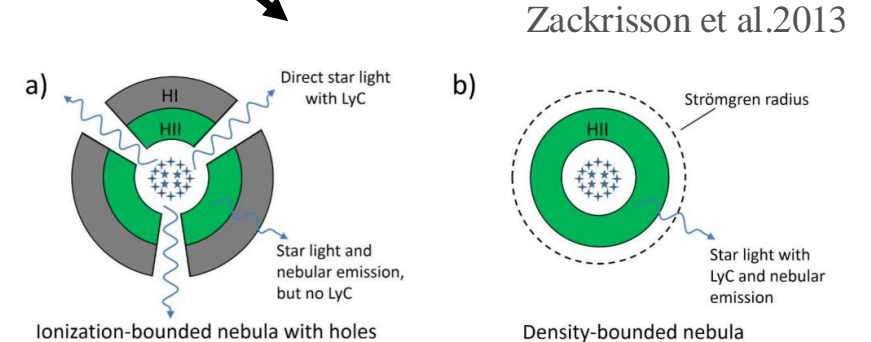 Zackrisson et al.2013
a)
Direct star light
with LyC
HI
HII
Star light and
nebular emission,
but no LyC
Ionization-bounded nebula with holes
b)
Strömgren radius
HII
Star light with
LyC and nebular
emission
Density-bounded nebula